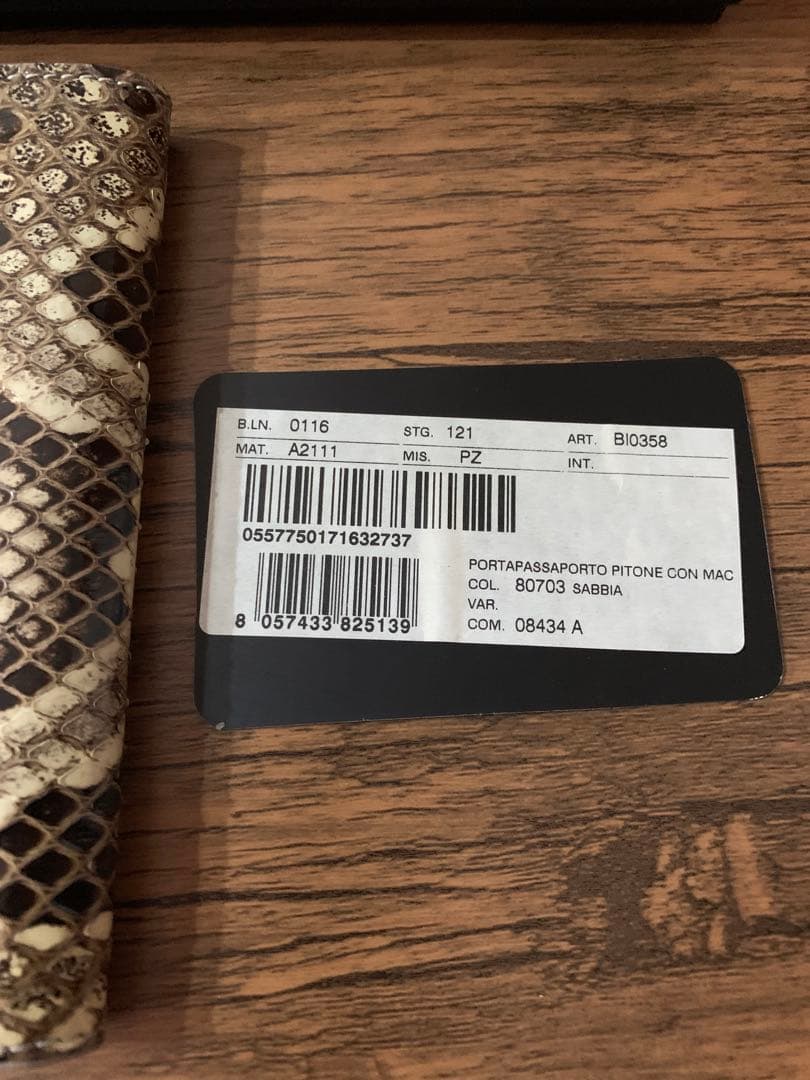 B.LN. 0116 STG. 121 ART. BI0358
MAT. A2111 MIS. PZ INT.
0557750171632737
PORTAPASSAPORTO PITONE CON MAC
COL. 80703 SABBIA
VAR.
COM. 08434 A
8 057433 825139